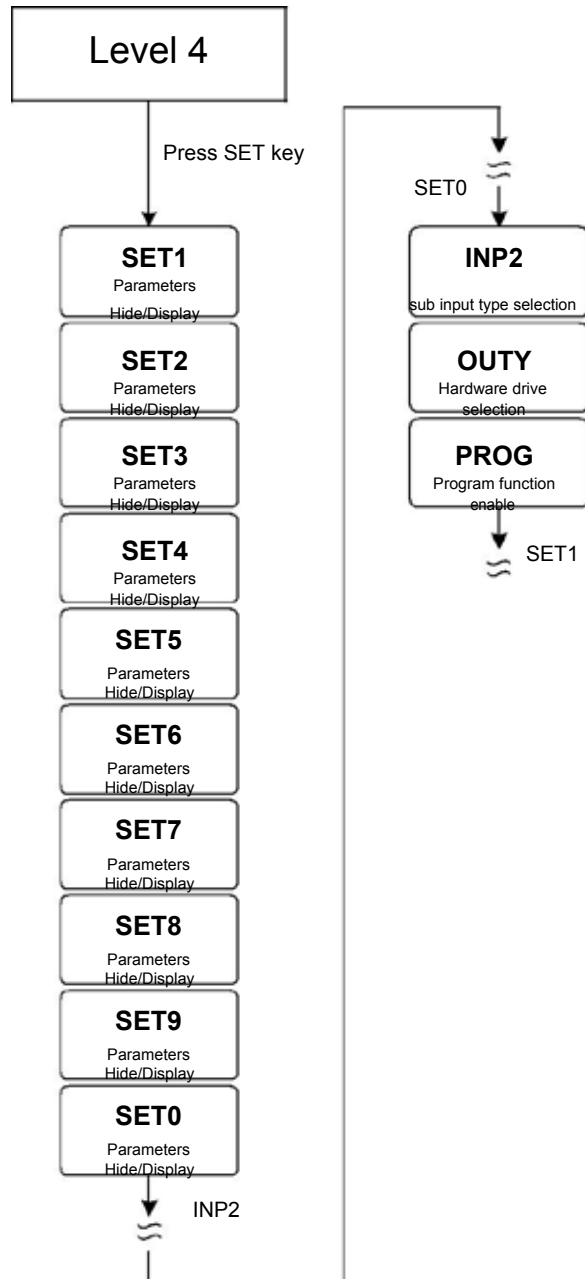 Level 4
Press SET key
SET1
Parameters
Hide/Display
SET2
Parameters
Hide/Display
SET3
Parameters
Hide/Display
SET4
Parameters
Hide/Display
SET5
Parameters
Hide/Display
SET6
Parameters
Hide/Display
SET7
Parameters
Hide/Display
SET8
Parameters
Hide/Display
SET9
Parameters
Hide/Display
SET0
Parameters
Hide/Display
INP2
SET0
INP2
sub input type selection
OUTY
Hardware drive
selection
PROG
Program function
enable
SET1